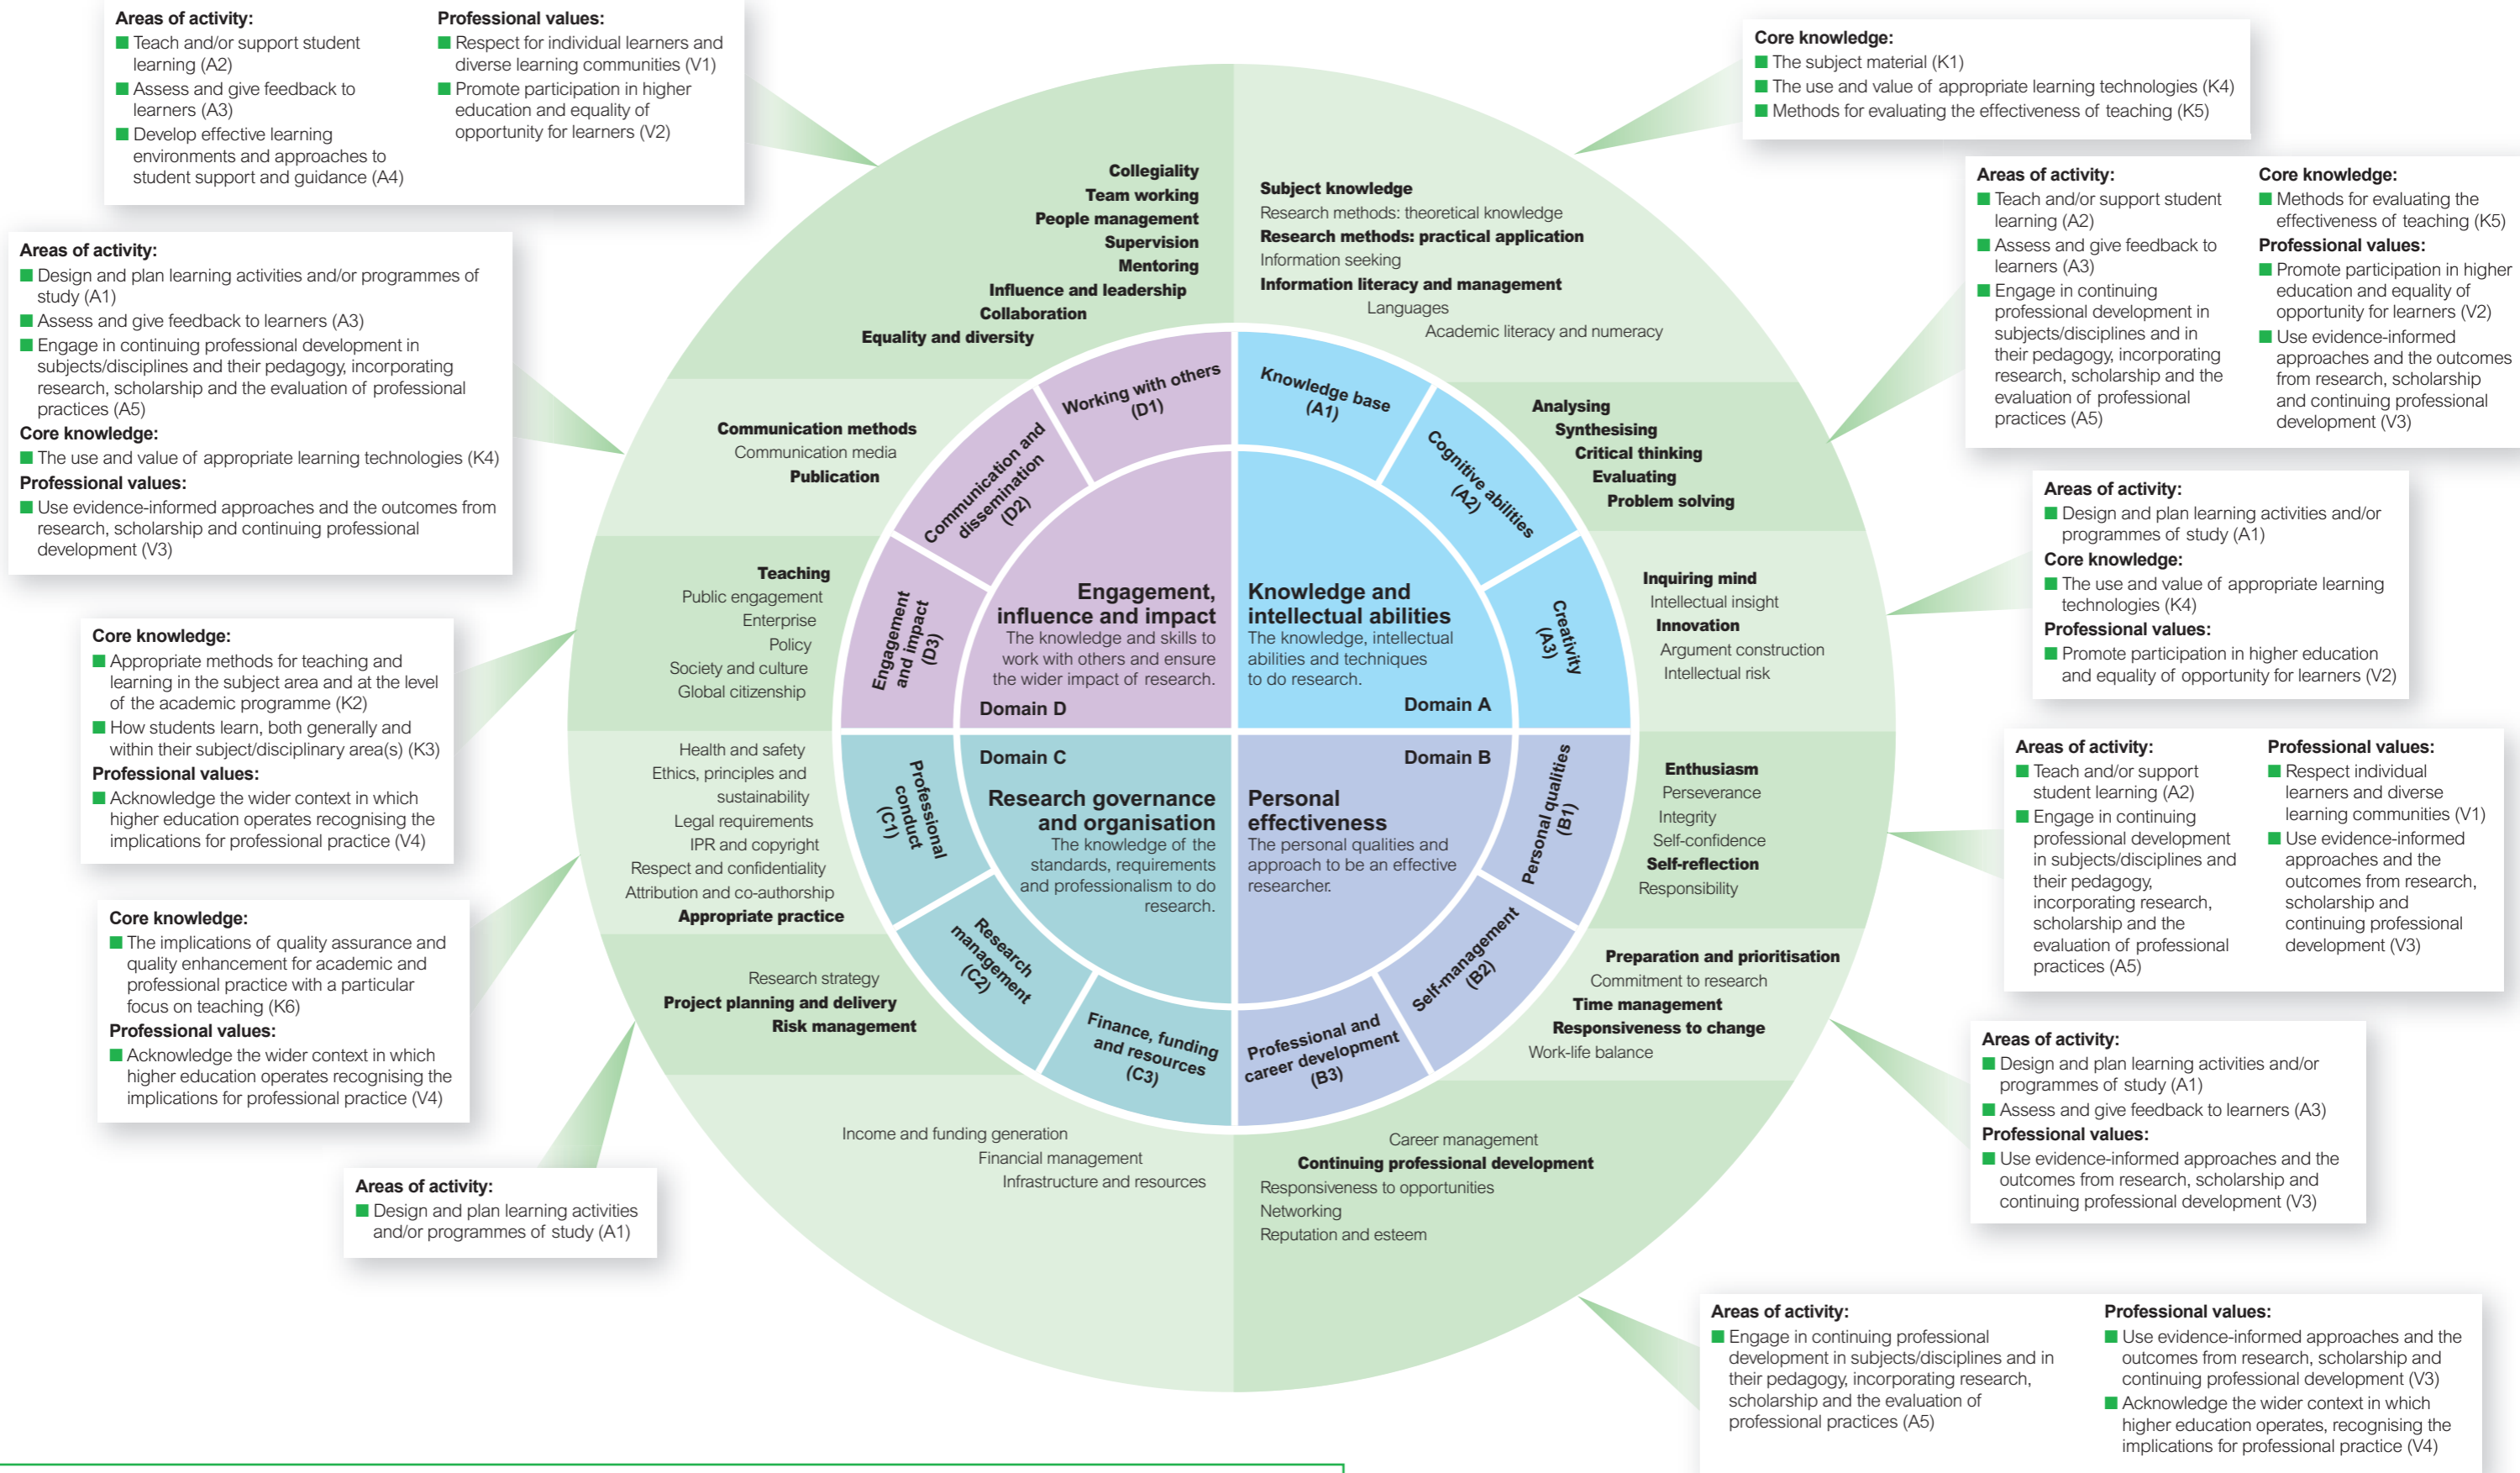 Areas of activity:
Teach and/or support student
learning (A2)
Assess and give feedback to
learners (A3)
Develop effective learning
environments and approaches to
student support and guidance (A4)
Professional values:
Respect for individual learners and
diverse learning communities (V1)
Promote participation in higher
education and equality of
opportunity for learners (V2)
Core knowledge:
The subject material (K1)
The use and value of appropriate learning technologies (K4)
Methods for evaluating the effectiveness of teaching (K5)
Areas of activity:
Teach and/or support student
learning (A2)
Assess and give feedback to
learners (A3)
Engage in continuing
professional development in
subjects/disciplines and in
their pedagogy, incorporating
research, scholarship and the
evaluation of professional
practices (A5)
Core knowledge:
Methods for evaluating the
effectiveness of teaching (K5)
Professional values:
Promote participation in higher
education and equality of
opportunity for learners (V2)
Use evidence-informed
approaches and the outcomes
from research, scholarship
and continuing professional
development (V3)
Areas of activity:
Design and plan learning activities and/or programmes of
study (A1)
Assess and give feedback to learners (A3)
Engage in continuing professional development in
subjects/disciplines and their pedagogy, incorporating
research, scholarship and the evaluation of professional
practices (A5)
Core knowledge:
The use and value of appropriate learning technologies (K4)
Professional values:
Use evidence-informed approaches and the outcomes from
research, scholarship and continuing professional
development (V3)
Areas of activity:
Design and plan learning activities and/or
programmes of study (A1)
Core knowledge:
The use and value of appropriate learning
technologies (K4)
Professional values:
Promote participation in higher education
and equality of opportunity for learners (V2)
Core knowledge:
Appropriate methods for teaching and
learning in the subject area and at the level
of the academic programme (K2)
How students learn, both generally and
within their subject/disciplinary area(s) (K3)
Professional values:
Acknowledge the wider context in which
higher education operates recognising the
implications for professional practice (V4)
Areas of activity:
Teach and/or support
student learning (A2)
Engage in continuing
professional development
in subjects/disciplines and
their pedagogy,
incorporating research,
scholarship and the
evaluation of professional
practices (A5)
Professional values:
Respect individual
learners and diverse
learning communities (V1)
Use evidence-informed
approaches and the
outcomes from research,
scholarship and
continuing professional
development (V3)
Core knowledge:
The implications of quality assurance and
quality enhancement for academic and
professional practice with a particular
focus on teaching (K6)
Professional values:
Acknowledge the wider context in which
higher education operates recognising the
implications for professional practice (V4)
Areas of activity:
Design and plan learning activities and/or
programmes of study (A1)
Assess and give feedback to learners (A3)
Professional values:
Use evidence-informed approaches and the
outcomes from research, scholarship and
continuing professional development (V3)
Areas of activity:
Design and plan learning activities
and/or programmes of study (A1)
Areas of activity:
Engage in continuing professional
development in subjects/disciplines and in
their pedagogy, incorporating research,
scholarship and the evaluation of
professional practices (A5)
Professional values:
Use evidence-informed approaches and the
outcomes from research, scholarship and
continuing professional development (V3)
Acknowledge the wider context in which
higher education operates, recognising the
implications for professional practice (V4)
Collegiality
Team working
People management
Supervision
Mentoring
Influence and leadership
Collaboration
Equality and diversity
Subject knowledge
Research methods: theoretical knowledge
Research methods: practical application
Information seeking
Information literacy and management
Languages
Academic literacy and numeracy
Communication methods
Communication media
Publication
Analysing
Synthesising
Critical thinking
Evaluating
Problem solving
Teaching
Public engagement
Enterprise
Policy
Society and culture
Global citizenship
Inquiring mind
Intellectual insight
Innovation
Argument construction
Intellectual risk
Health and safety
Ethics, principles and
sustainability
Legal requirements
IPR and copyright
Respect and confidentiality
Attribution and co-authorship
Appropriate practice
Enthusiasm
Perseverance
Integrity
Self-confidence
Self-reflection
Responsibility
Research strategy
Project planning and delivery
Risk management
Preparation and prioritisation
Commitment to research
Time management
Responsiveness to change
Work-life balance
Income and funding generation
Financial management
Infrastructure and resources
Career management
Continuing professional development
Responsiveness to opportunities
Networking
Reputation and esteem
Working with others
(D1)
Knowledge base
(A1)
Communication and
dissemination
(D2)
Cognitive abilities
(A2)
Engagement
and impact
(D3)
Creativity
(A3)
Professional
conduct
(C1)
Personal qualities
(B1)
Research
management
(C2)
Self-management
(B2)
Finance, funding
and resources
(C3)
Professional and
career development
(B3)
Engagement,
influence and impact
The knowledge and skills to
work with others and ensure
the wider impact of research.
Domain D
Knowledge and
intellectual abilities
The knowledge, intellectual
abilities and techniques
to do research.
Domain A
Domain C
Research governance
and organisation
The knowledge of the
standards, requirements
and professionalism to do
research.
Domain B
Personal
effectiveness
The personal qualities and
approach to be an effective
researcher.